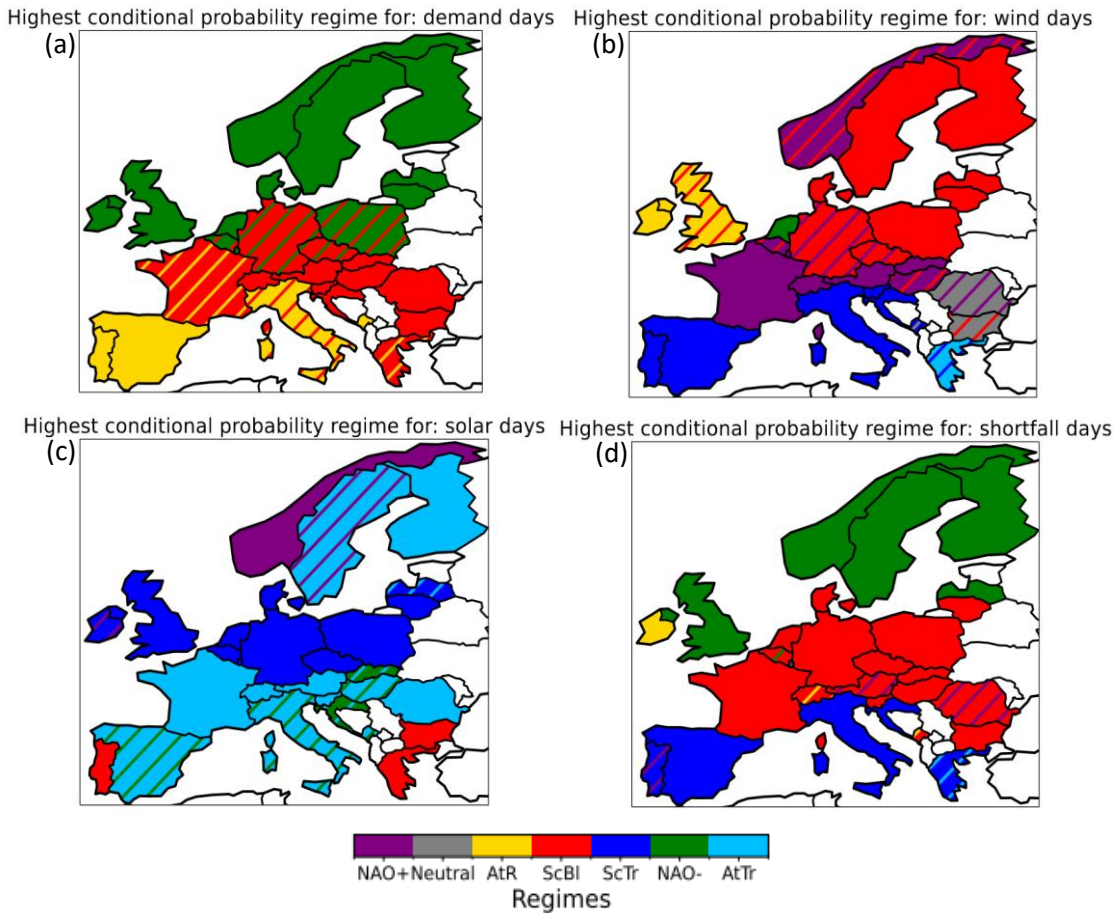 Highest conditional probability regime for: demand days
Highest conditional probability regime for: wind days
(a)
(b)
Highest conditional probability regime for: solar days
Highest conditional probability regime for: shortfall days
(c)
(d)
NAO+ Neutral AtR ScBl ScTr NAO- AtTr
Regimes